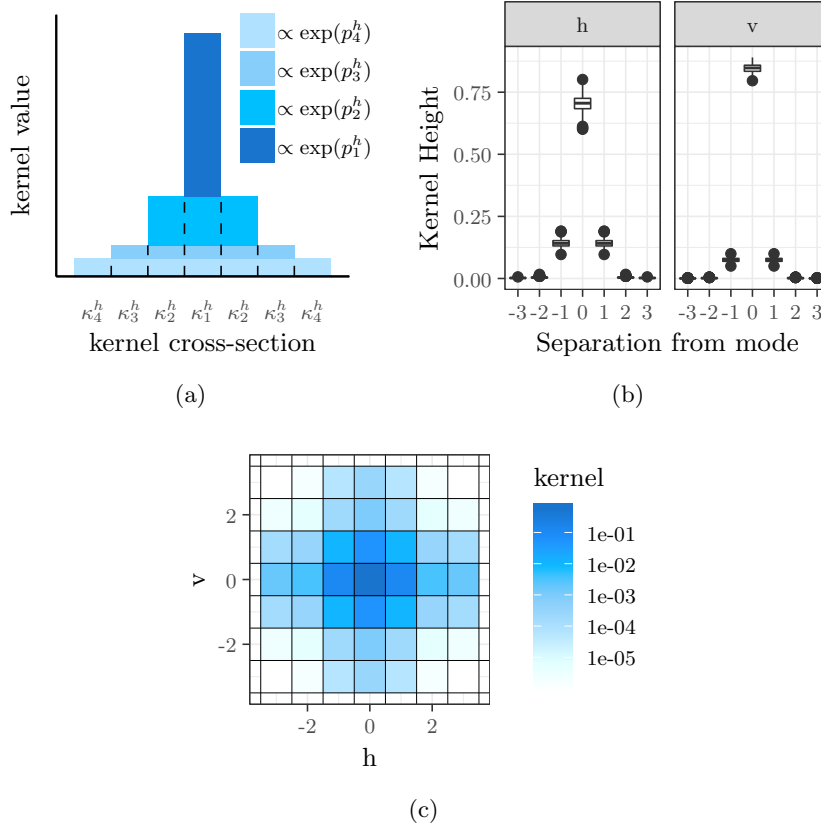 kernel value
∝ exp(p₄ʰ)
∝ exp(p₃ʰ)
∝ exp(p₂ʰ)
∝ exp(p₁ʰ)
κ₄ʰ κ₃ʰ κ₂ʰ κ₁ʰ κ₂ʰ κ₃ʰ κ₄ʰ
kernel cross-section
(a)
h v
Kernel Height
0.75
0.50
0.25
0.00
-3 -2 -1 0 1 2 3 -3 -2 -1 0 1 2 3
Separation from mode
(b)
v
2
0
-2
-2 0 2
h
kernel
1e-01
1e-02
1e-03
1e-04
1e-05
(c)